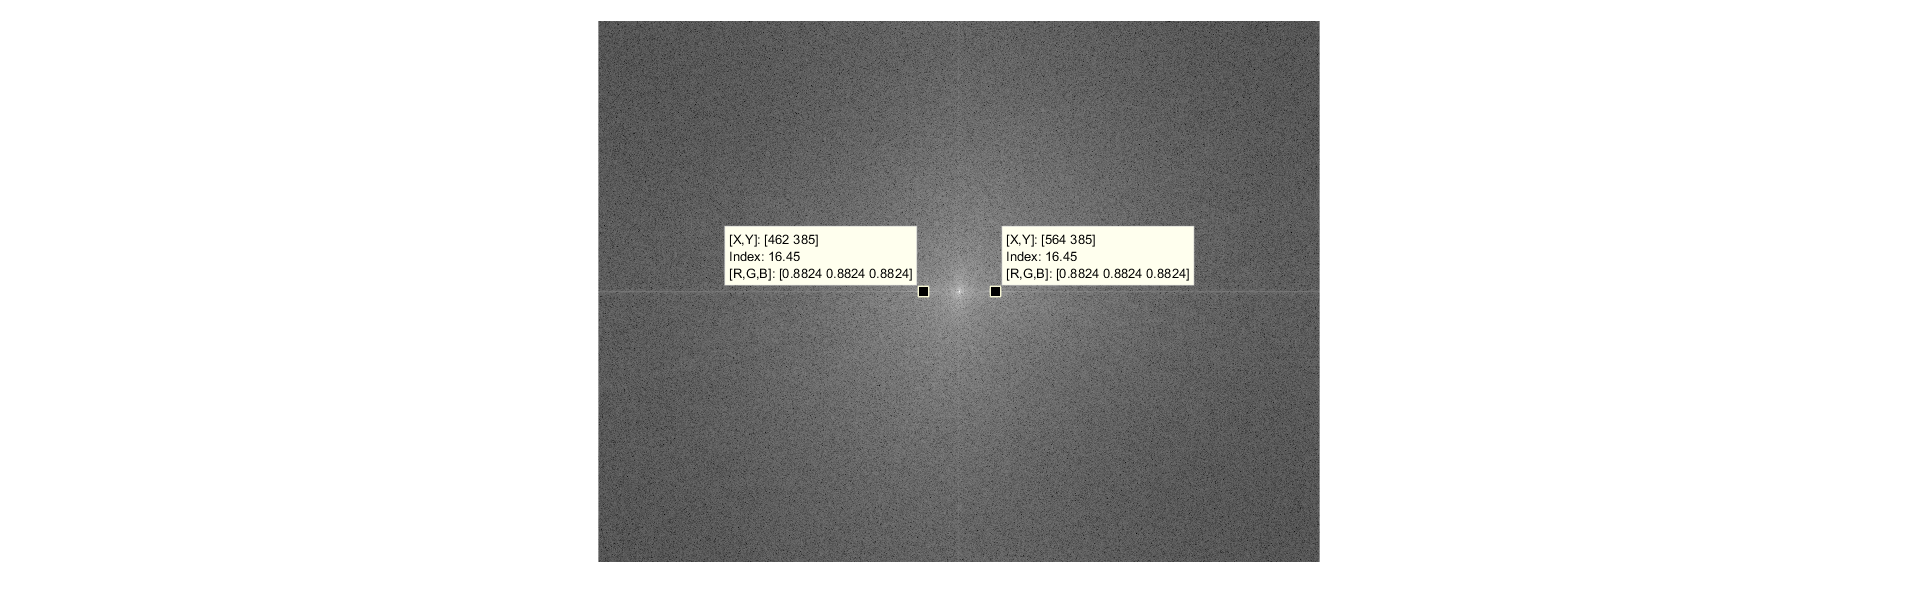 [X,Y]: [462 385]
Index: 16.45
[R,G,B]: [0.8824 0.8824 0.8824]
[X,Y]: [564 385]
Index: 16.45
[R,G,B]: [0.8824 0.8824 0.8824]